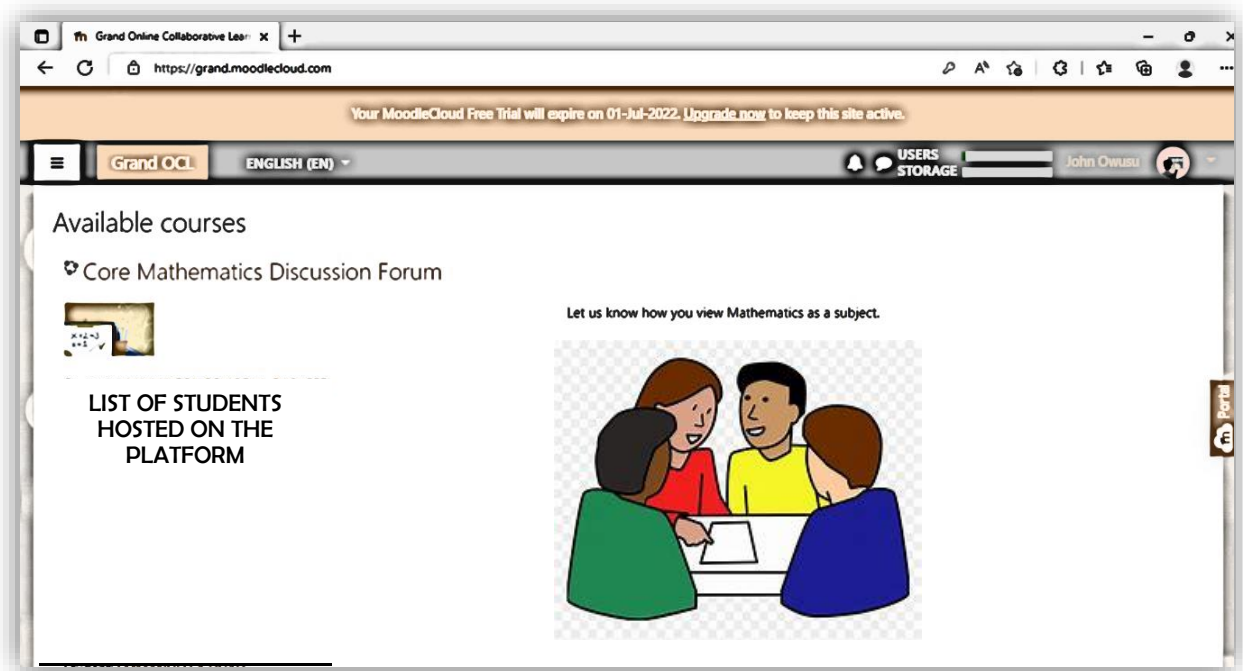 Grand Online Collaborative Lear
https://grand.moodlecloud.com
Your MoodleCloud Free Trial will expire on 01-Jul-2022. Upgrade now to keep this site active.
Grand OCL ENGLISH (EN) USERS John Owusu
STORAGE
Available courses
Core Mathematics Discussion Forum
Let us know how you view Mathematics as a subject.
LIST OF STUDENTS
HOSTED ON THE
PLATFORM
Portal